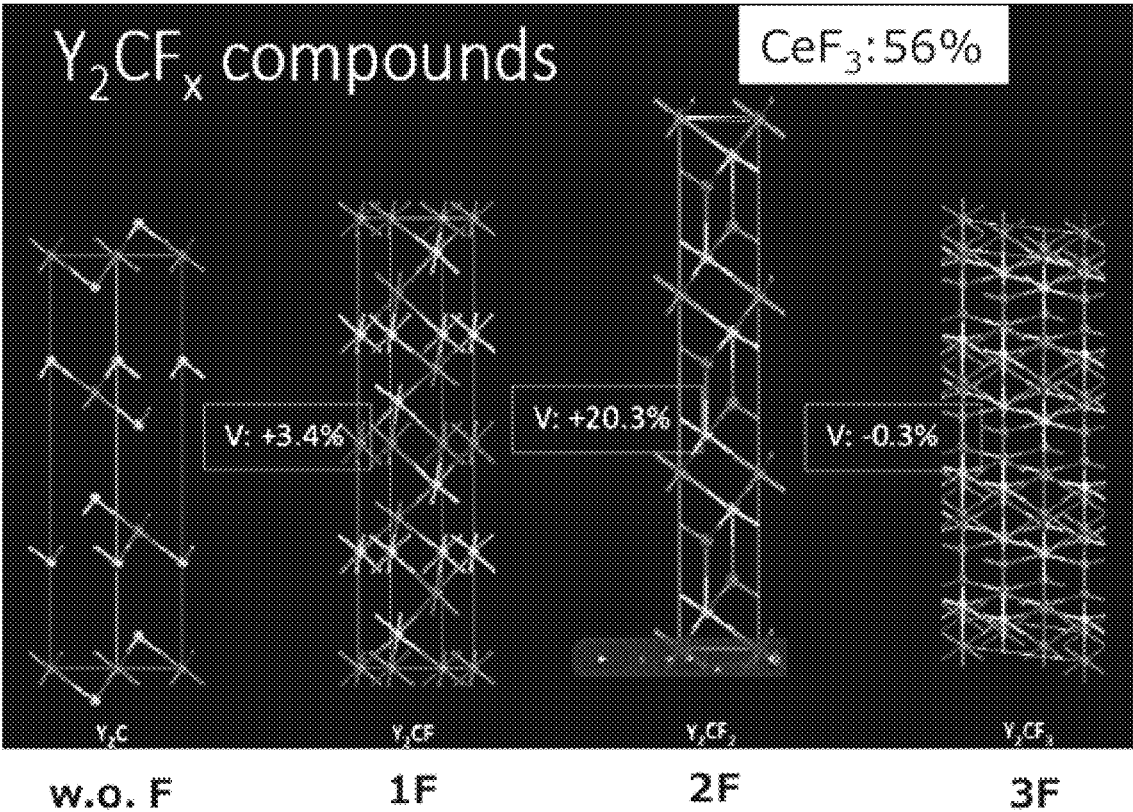 Y₂CFₓ compounds
CeF₃:56%
V: +3.4%
V: +20.3%
V: -0.3%
Y₂C
Y₂CF
Y₂CF₂
Y₂CF₃
w.o. F
1F
2F
3F